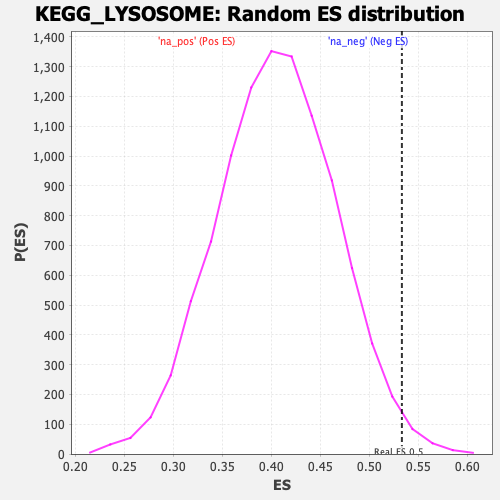 KEGG_LYSOSOME: Random ES distribution
'na_pos' (Pos ES) 'na_neg' (Neg ES)
1,400
1,300
1,200
1,100
1,000
900
800
700
600
500
400
300
200
100
0
P(ES)
Real ES 0.5
0.20 0.25 0.30 0.35 0.40 0.45 0.50 0.55 0.60
ES